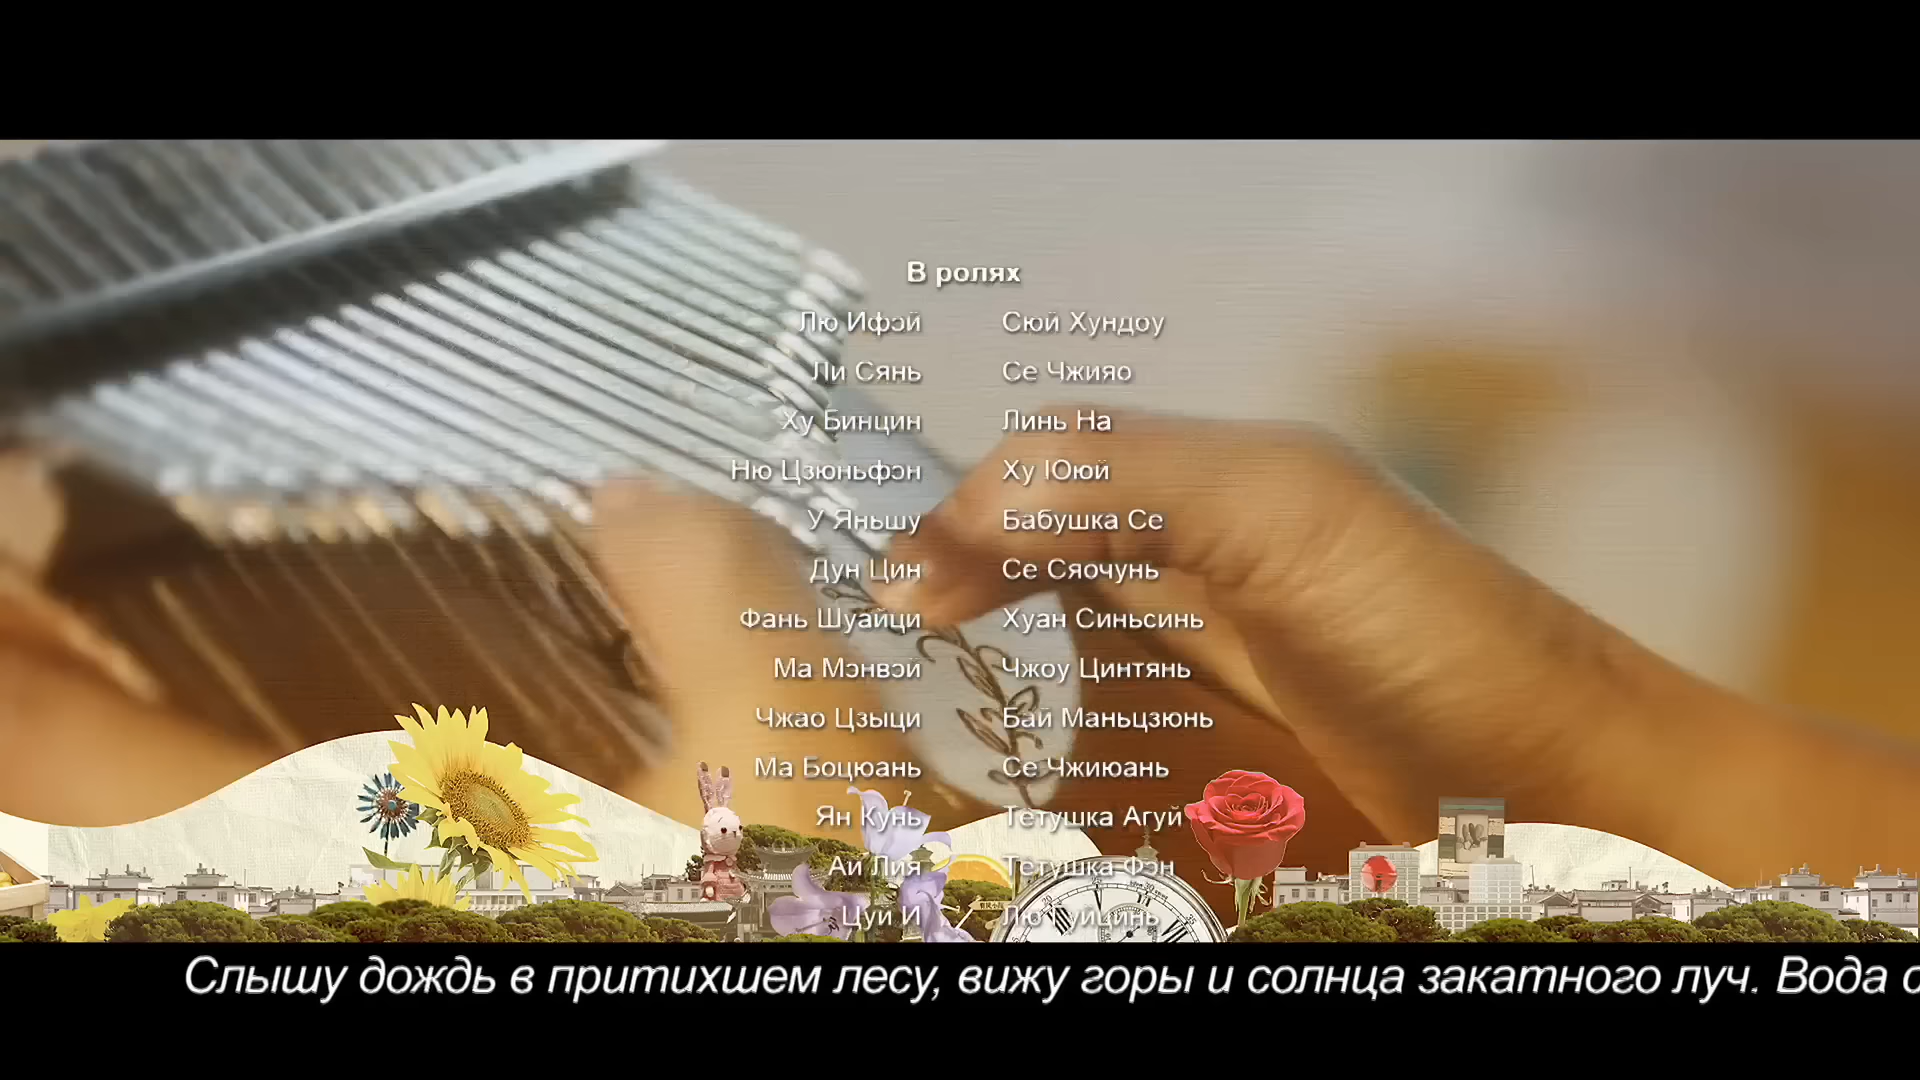 В ролях
Лю Ифэй Сюй Хундоу
Ли Сянь Се Чжияо
Ху Бинцин Линь На
Ню Цзюньфэн Ху Ююй
У Яньшу Бабушка Се
Дун Цин Се Сяочунь
Фань Шуайци Хуан Синьсинь
Ма Мэнвэй Чжоу Цинтянь
Чжао Цзыци Бай Маньцзюнь
Ма Боцюань Се Чжиюань
Ян Кунь Тетушка Агуй
Аи Лия Тетушка Фэн
Цуи И Лю
Слышу дождь в притихшем лесу, вижу горы и солнца закатного луч. Вода